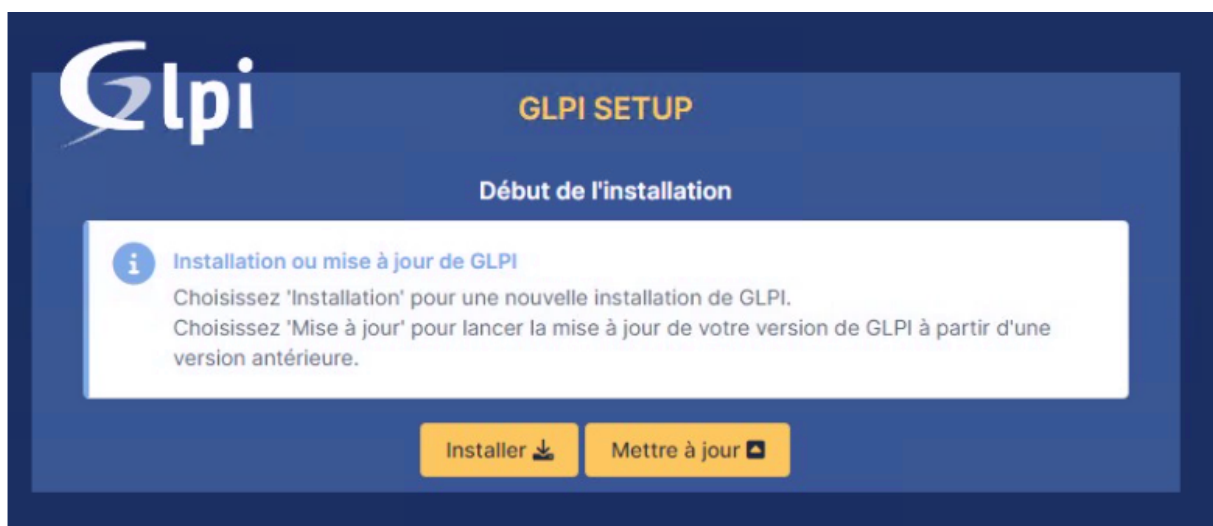 Glpi
GLPI SETUP
Début de l'installation
Installation ou mise à jour de GLPI
Choisissez 'Installation' pour une nouvelle installation de GLPI.
Choisissez 'Mise à jour' pour lancer la mise à jour de votre version de GLPI à partir d'une
version antérieure.
Installer
Mettre à jour